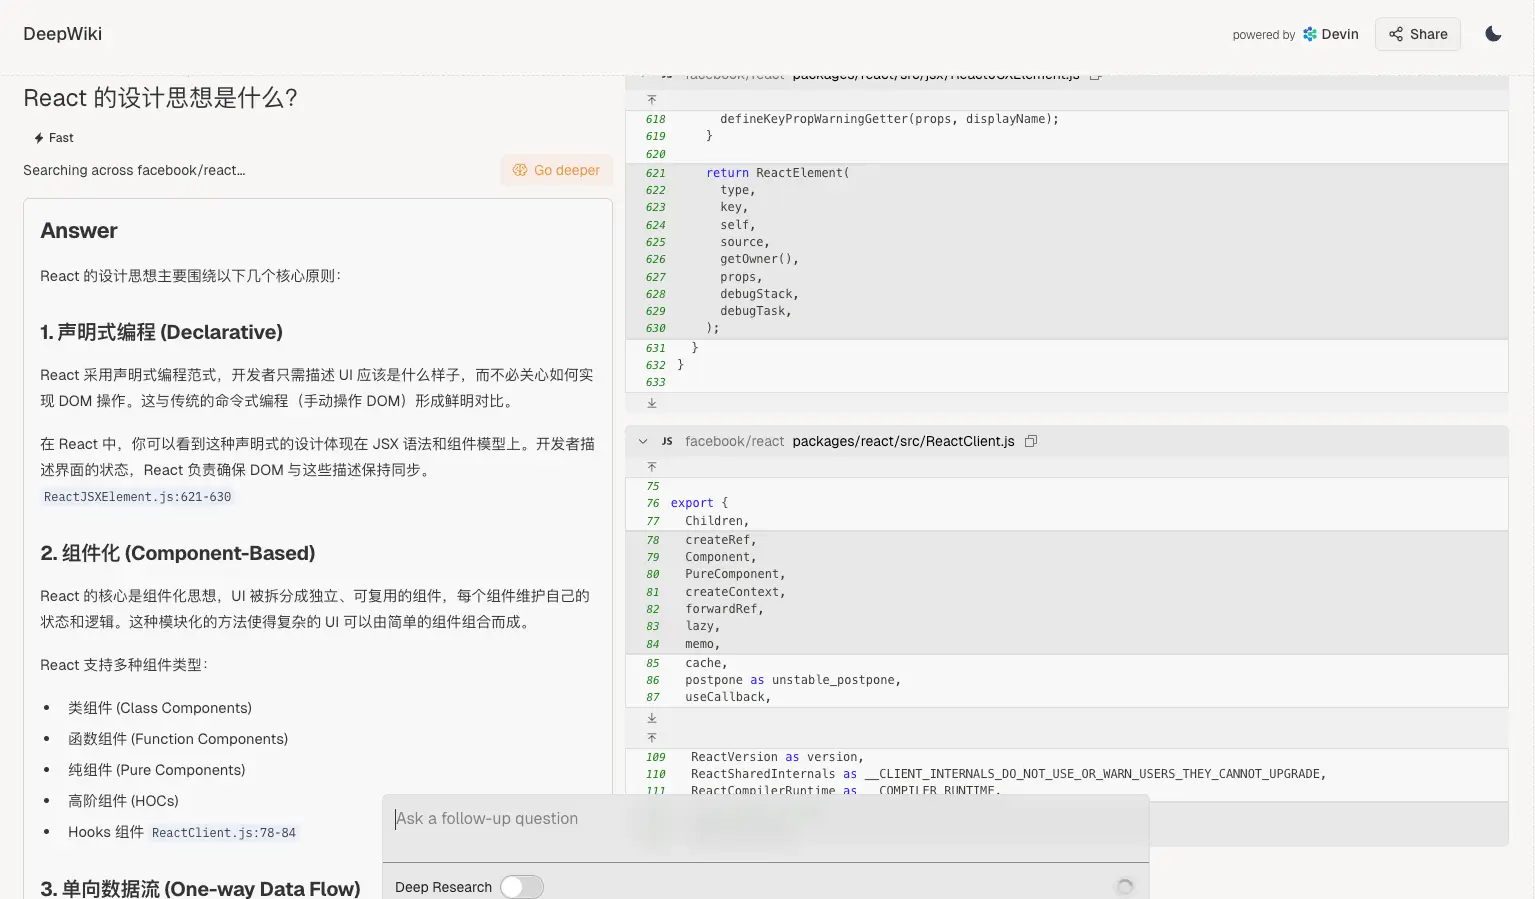 DeepWiki
powered by Devin
Share
React 的设计思想是什么?
Fast
Searching across facebook/react...
Go deeper
Answer
React 的设计思想主要围绕以下几个核心原则：
1. 声明式编程 (Declarative)
React 采用声明式编程范式，开发者只需描述 UI 应该是什么样子，而不必关心如何实
现 DOM 操作。这与传统的命令式编程（手动操作 DOM）形成鲜明对比。
在 React 中，你可以看到这种声明式的设计体现在 JSX 语法和组件模型上。开发者描
述界面的状态，React 负责确保 DOM 与这些描述保持同步。
ReactJSXElement.js:621-630
2. 组件化 (Component-Based)
React 的核心是组件化思想，UI 被拆分成独立、可复用的组件，每个组件维护自己的
状态和逻辑。这种模块化的方法使得复杂的 UI 可以由简单的组件组合而成。
React 支持多种组件类型：
• 类组件 (Class Components)
• 函数组件 (Function Components)
• 纯组件 (Pure Components)
• 高阶组件 (HOCs)
• Hooks 组件 ReactClient.js:78-84
3. 单向数据流 (One-way Data Flow)
facebook/react packages/react/src/jsx/ReactJSXElement.js
618 defineKeyPropWarningGetter(props, displayName);
619 }
620
621 return ReactElement(
622 type,
623 key,
624 self,
625 source,
626 getOwner(),
627 props,
628 debugStack,
629 debugTask,
630 );
631 }
632 }
633
JS facebook/react packages/react/src/ReactClient.js
75
76 export {
77 Children,
78 createRef,
79 Component,
80 PureComponent,
81 createContext,
82 forwardRef,
83 lazy,
84 memo,
85 cache,
86 postpone as unstable_postpone,
87 useCallback,
109 ReactVersion as version,
110 ReactSharedInternals as __CLIENT_INTERNALS_DO_NOT_USE_OR_WARN_USERS_THEY_CANNOT_UPGRADE,
111 ReactCompilerRuntime as __COMPILER_RUNTIME,
Ask a follow-up question
Deep Research